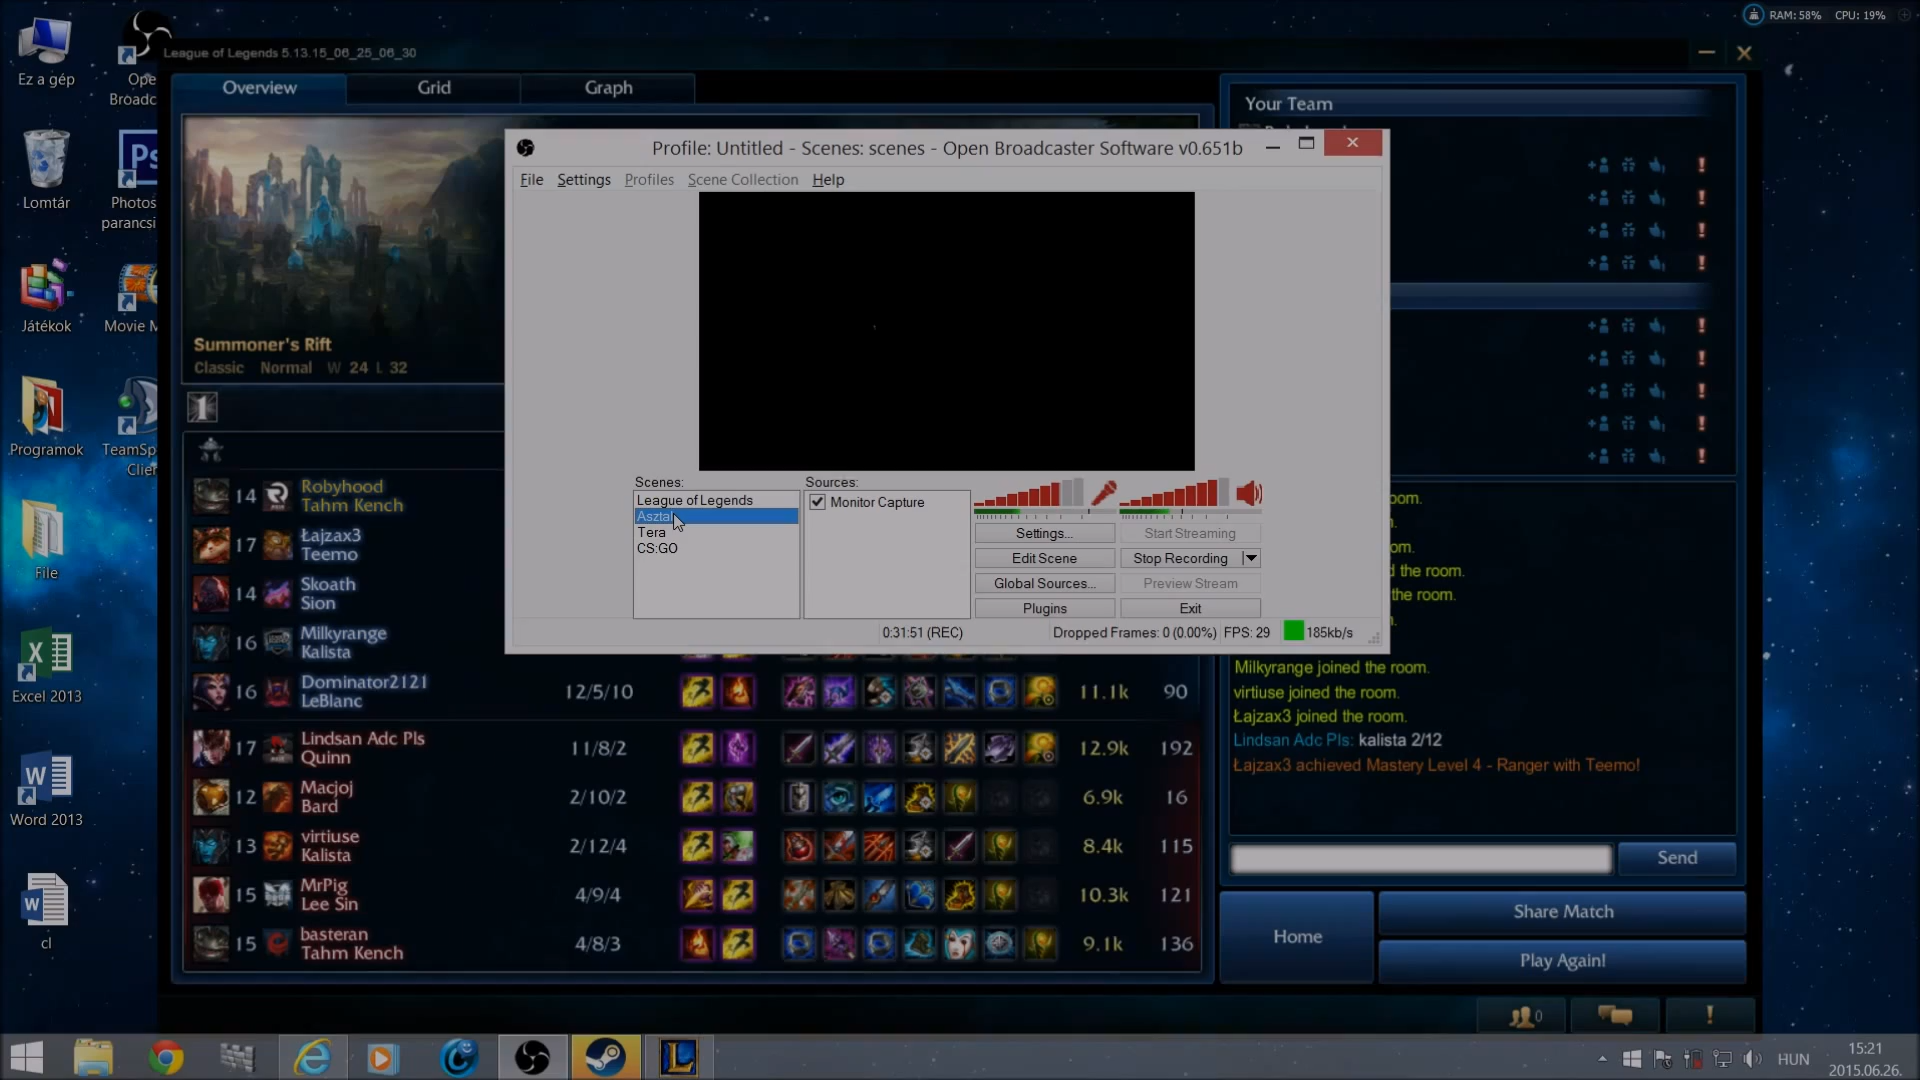 RAM: 58% CPU: 19%
Ez a gép
Lomtár
Játékok
Programok
File
Excel 2013
Word 2013
cl
Ope
Broadc
Photos
parancsi
Movie M
TeamSp
Clie
League of Legends 5.13.15_06_25_06_30
Overview Grid Graph
Summoner's Rift
Classic Normal W 24 L 32
1
14 Robyhood
Tahm Kench
17 Łajzax3
Teemo
14 Skoath
Sion
16 Milkyrange
Kalista
16 Dominator2121
LeBlanc
12/5/10 11.1k 90
17 Lindsan Adc Pls
Quinn
11/8/2 12.9k 192
12 Macjoj
Bard
2/10/2 6.9k 16
13 virtiuse
Kalista
2/12/4 8.4k 115
15 MrPig
Lee Sin
4/9/4 10.3k 121
15 basteran
Tahm Kench
4/8/3 9.1k 136
Profile: Untitled - Scenes: scenes - Open Broadcaster Software v0.651b
File Settings Profiles Scene Collection Help
Scenes:
League of Legends
Asztal
Tera
CS:GO
Sources:
Monitor Capture
Settings... Start Streaming
Edit Scene Stop Recording
Global Sources... Preview Stream
Plugins Exit
0:31:51 (REC) Dropped Frames: 0 (0.00%) FPS: 29 185kb/s
Your Team
oom.
om.
d the room.
the room.
Milkyrange joined the room.
virtiuse joined the room.
Łajzax3 joined the room.
Lindsan Adc Pls: kalista 2/12
Łajzax3 achieved Mastery Level 4 - Ranger with Teemo!
Send
Home
Share Match
Play Again!
0
HUN
15:21
2015.06.26.